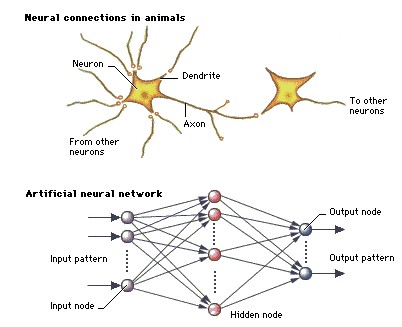 Neural connections in animals
Neuron
Dendrite
To other
neurons
Axon
From other
neurons
Artificial neural network
Output node
Input pattern
Output pattern
Input node
Hidden node